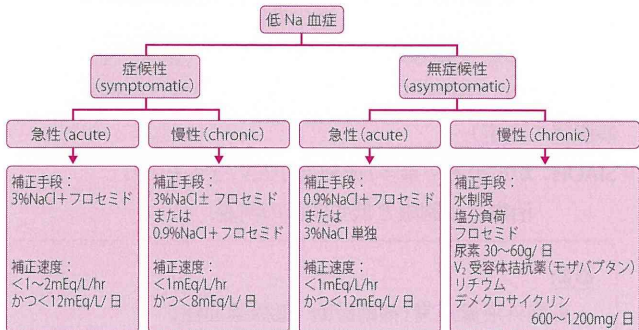 低 Na 血症
症候性
(symptomatic)
無症候性
(asymptomatic)
急性(acute)
慢性(chronic)
急性(acute)
慢性(chronic)
補正手段：
3%NaCl＋フロセミド
補正速度：
<1〜2mEq/L/hr
かつ<12mEq/L/ 日
補正手段：
3%NaCl± フロセミド
または
0.9%NaCl＋フロセミド
補正速度：
<1mEq/L/hr
かつ<8mEq/L/ 日
補正手段：
0.9%NaCl＋フロセミド
または
3%NaCl 単独
補正速度：
<1mEq/L/hr
かつ<12mEq/L/ 日
補正手段：
水制限
塩分負荷
フロセミド
尿素 30〜60g/ 日
V₂ 受容体拮抗薬(モザバプタン)
リチウム
デメクロサイクリン
600〜1200mg/ 日